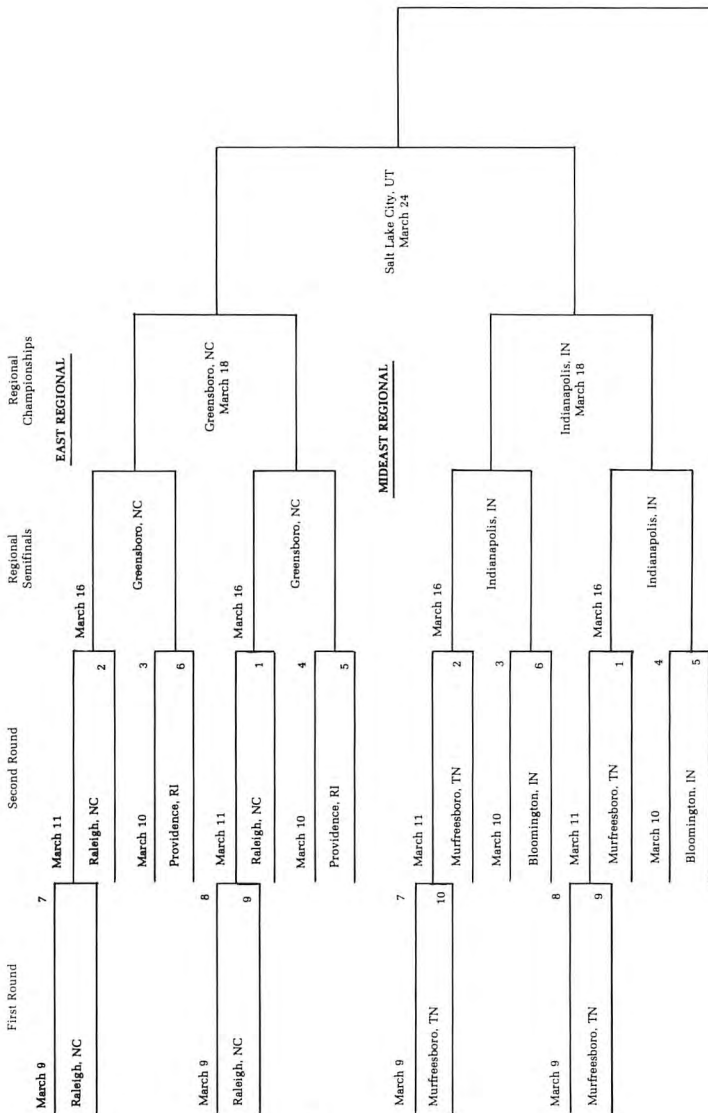 First Round
Second Round
Regional
Semifinals
Regional
Championships
EAST REGIONAL
March 9
7
Raleigh, NC
March 11
Raleigh, NC
2
March 16
March 10
3
Providence, RI
6
Greensboro, NC
Greensboro, NC
March 18
March 9
8
Raleigh, NC
9
March 11
Raleigh, NC
1
March 16
March 10
4
Providence, RI
5
Greensboro, NC
Salt Lake City, UT
March 24
MIDEAST REGIONAL
March 9
7
Murfreesboro, TN
10
March 11
Murfreesboro, TN
2
March 16
March 10
3
Bloomington, IN
6
Indianapolis, IN
Indianapolis, IN
March 18
March 9
8
Murfreesboro, TN
9
March 11
Murfreesboro, TN
1
March 16
March 10
4
Bloomington, IN
5
Indianapolis, IN